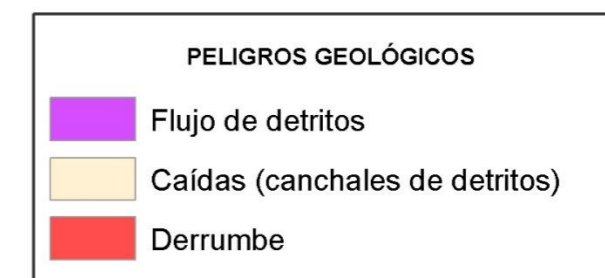 PELIGROS GEOLÓGICOS
Flujo de detritos
Caídas (canchales de detritos)
Derrumbe